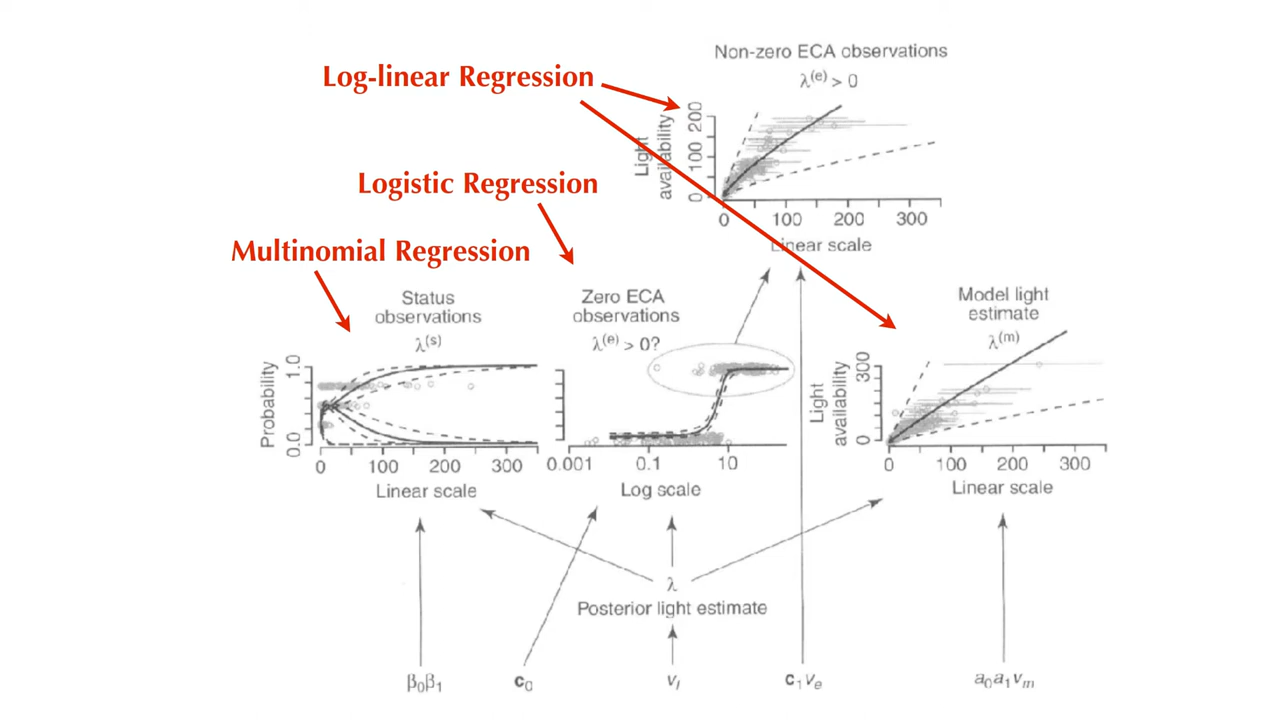 Non-zero ECA observations
λ(e) > 0
Log-linear Regression
200
100
0
Light
availability
0 100 200 300
Linear scale
Logistic Regression
Multinomial Regression
Status
observations
λ(s)
1.0
0.0
Probability
0 100 200 300
Linear scale
Zero ECA
observations
λ(e) > 0?
0.001 0.1 10
Log scale
Model light
estimate
λ(m)
300
0
Light
availability
0 100 200 300
Linear scale
λ
Posterior light estimate
β0β1
c0
vl
c1ve
a0a1vm